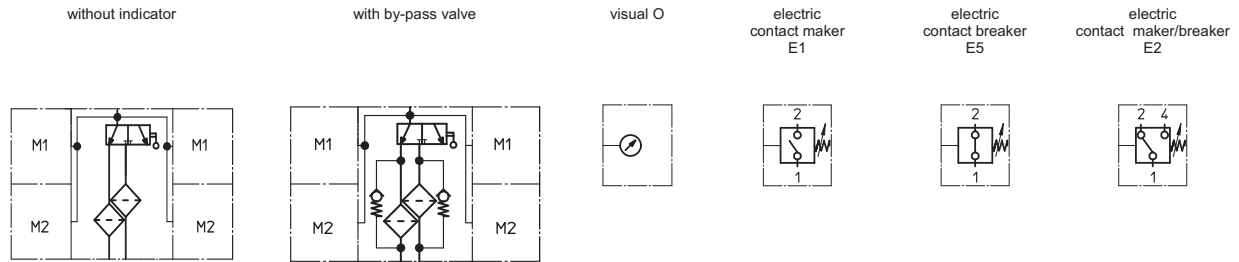 without indicator
with by-pass valve
visual O
electric
contact maker
E1
electric
contact breaker
E5
electric
contact maker/breaker
E2
M1
M1
M2
M2
M1
M1
M2
M2
2
1
2
1
2 4
1